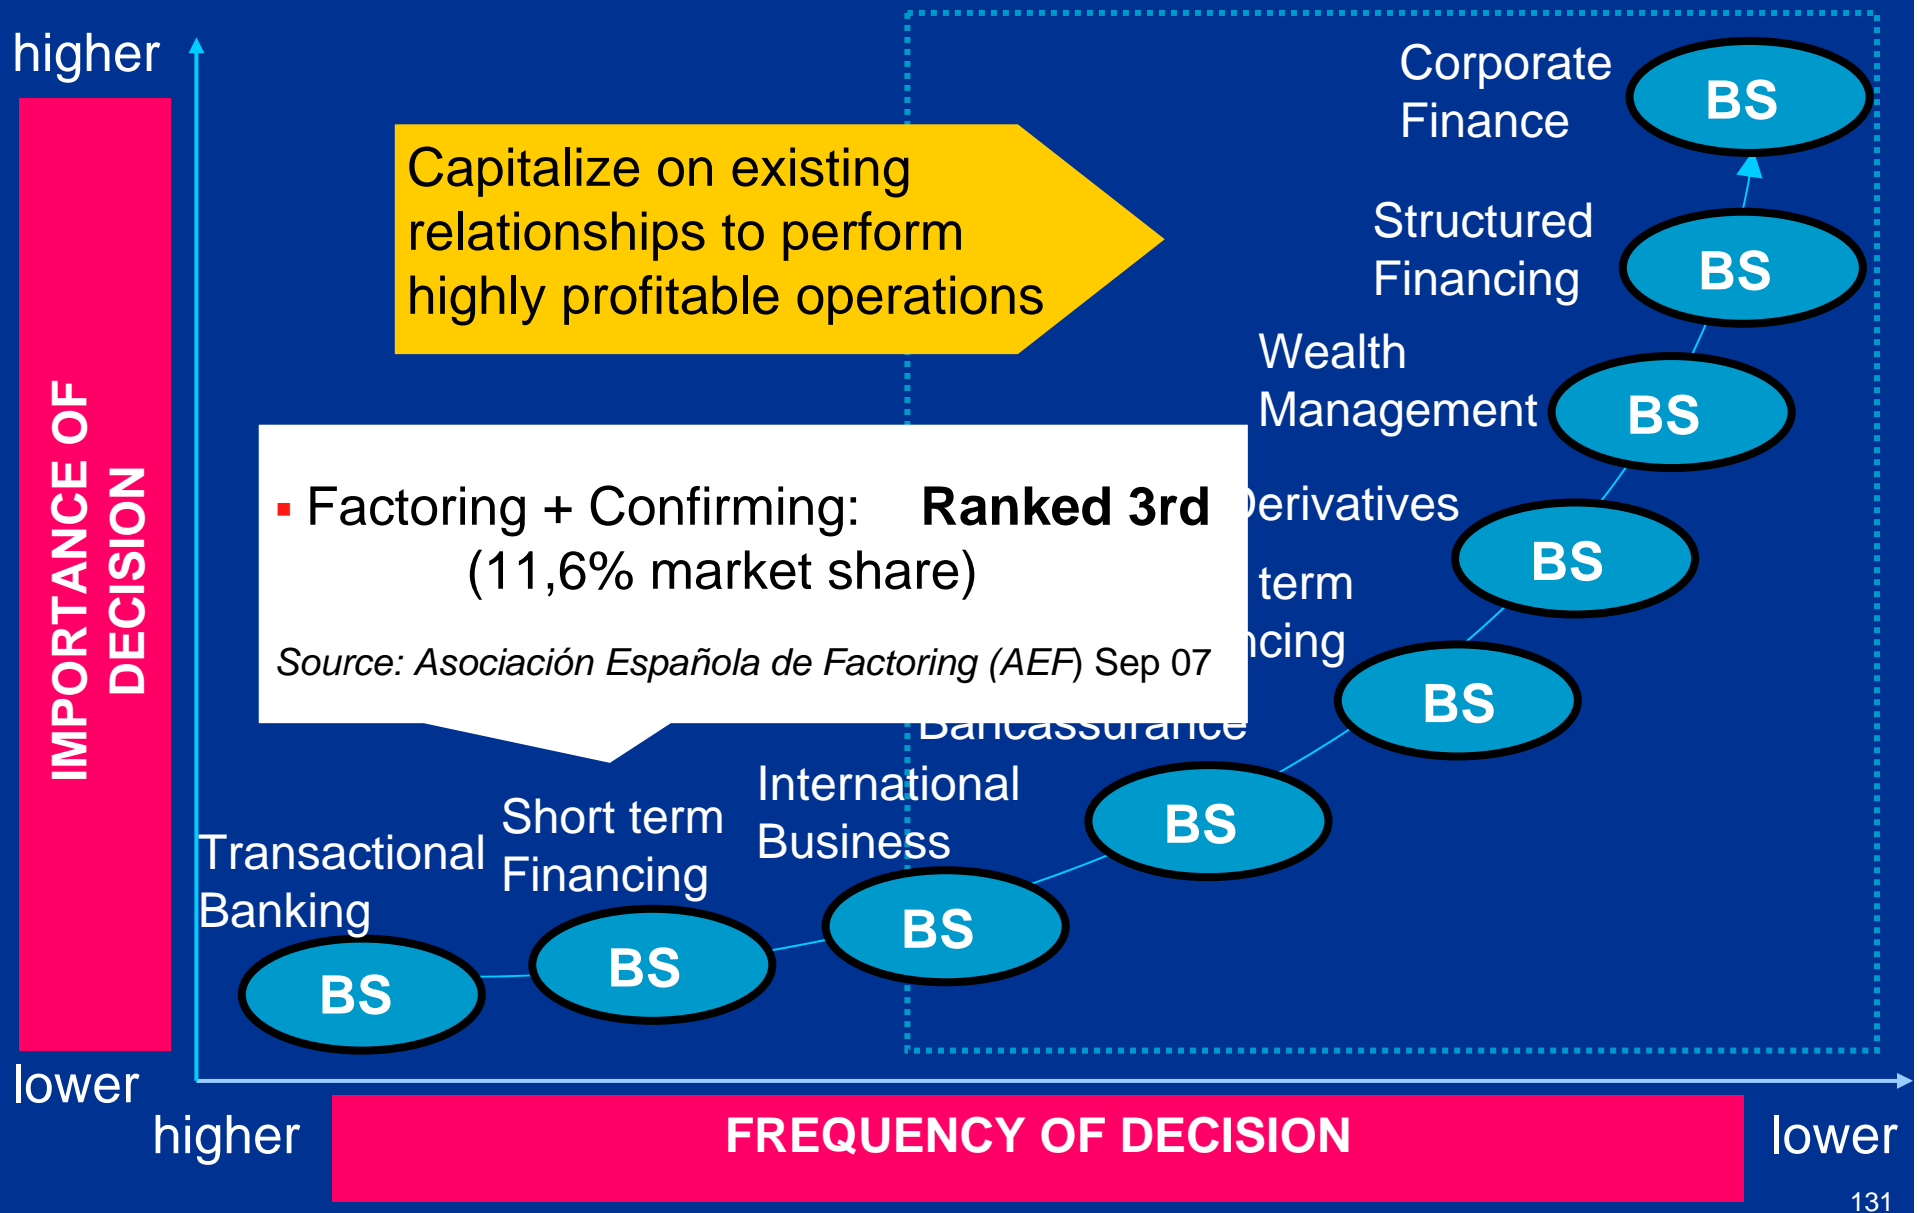 higher
IMPORTANCE OF
DECISION
lower
Capitalize on existing
relationships to perform
highly profitable operations
Corporate
Finance
BS
Structured
Financing
BS
Wealth
Management
BS
Derivatives
BS
term
BS
▪ Factoring + Confirming: Ranked 3rd
(11,6% market share)
Source: Asociación Española de Factoring (AEF) Sep 07
Bancassurance
BS
International
Business
BS
Short term
Financing
BS
Transactional
Banking
BS
higher
FREQUENCY OF DECISION
lower
131